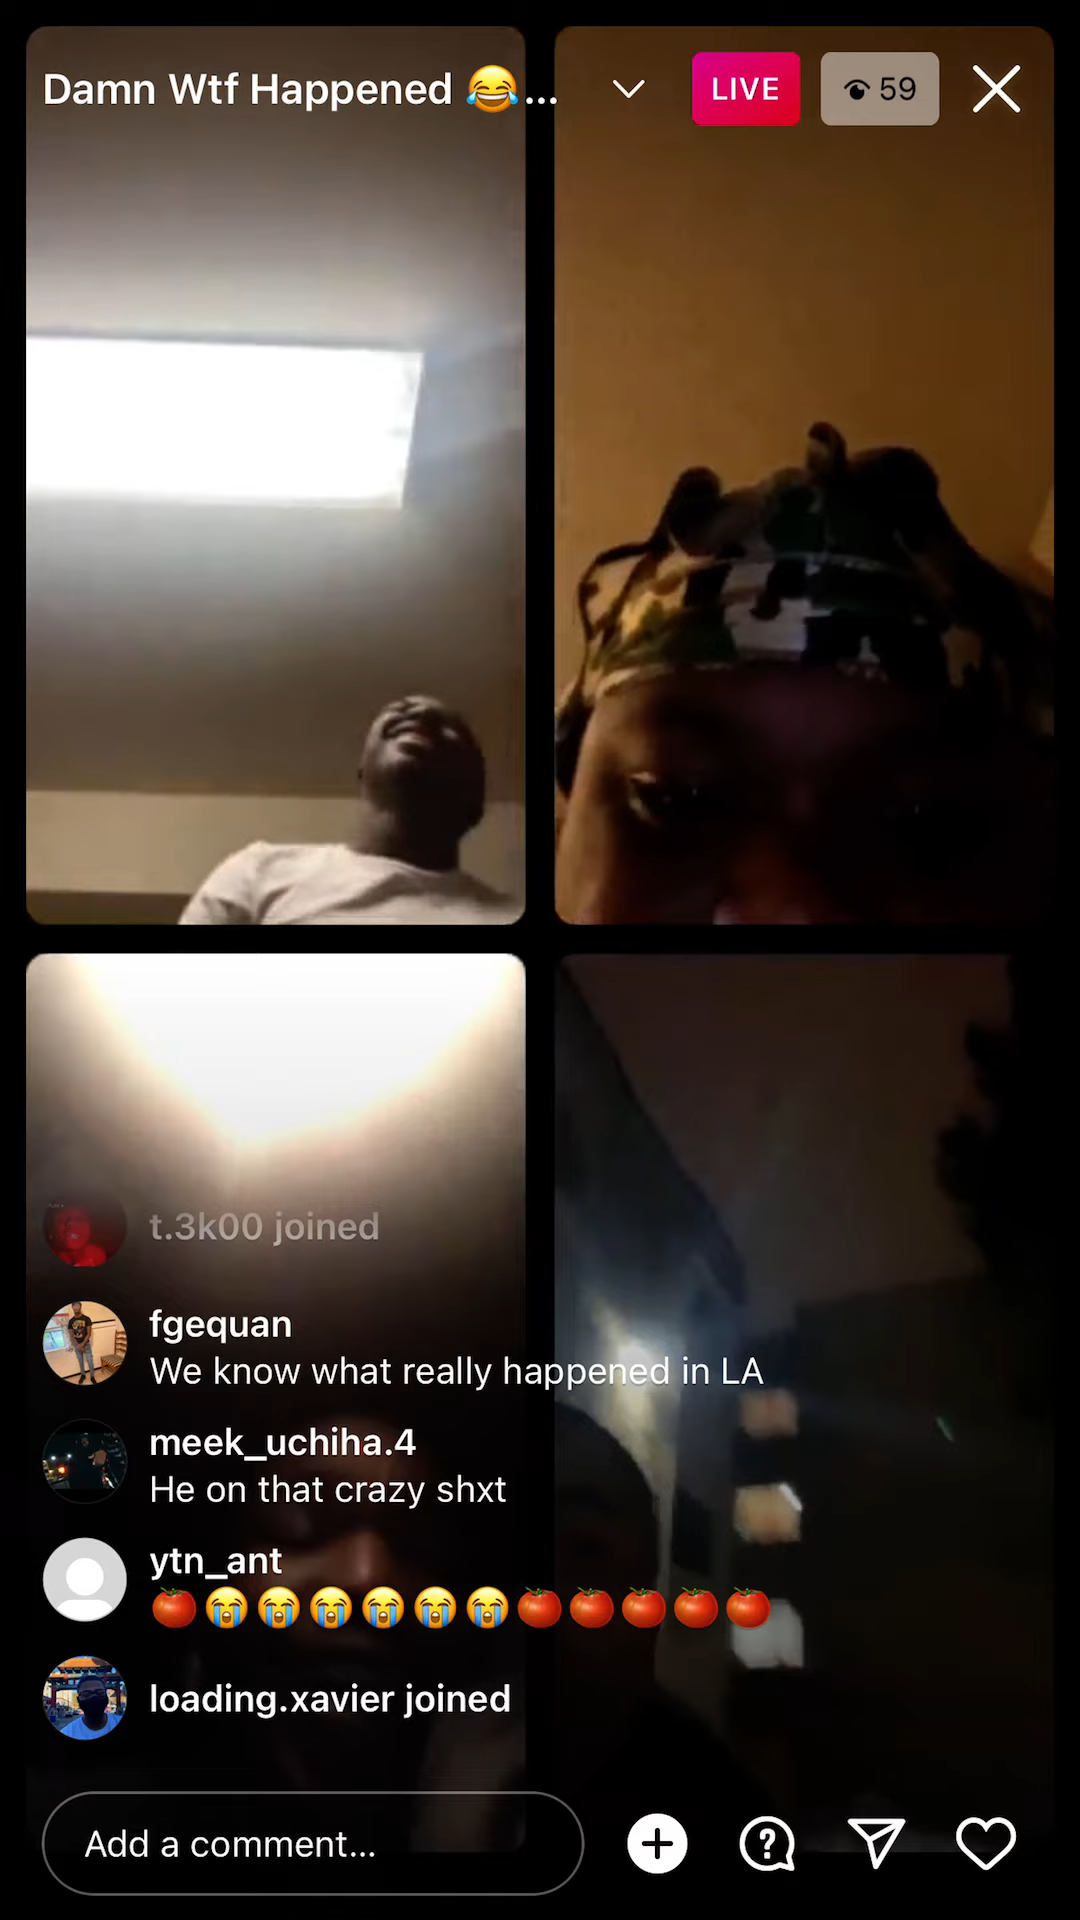 Damn Wtf Happened 😂...
LIVE
59
t.3k00 joined
fgequan
We know what really happened in LA
meek_uchiha.4
He on that crazy shxt
ytn_ant
🍅😭😭😭😭😭😭🍅🍅🍅🍅🍅
loading.xavier joined
Add a comment...